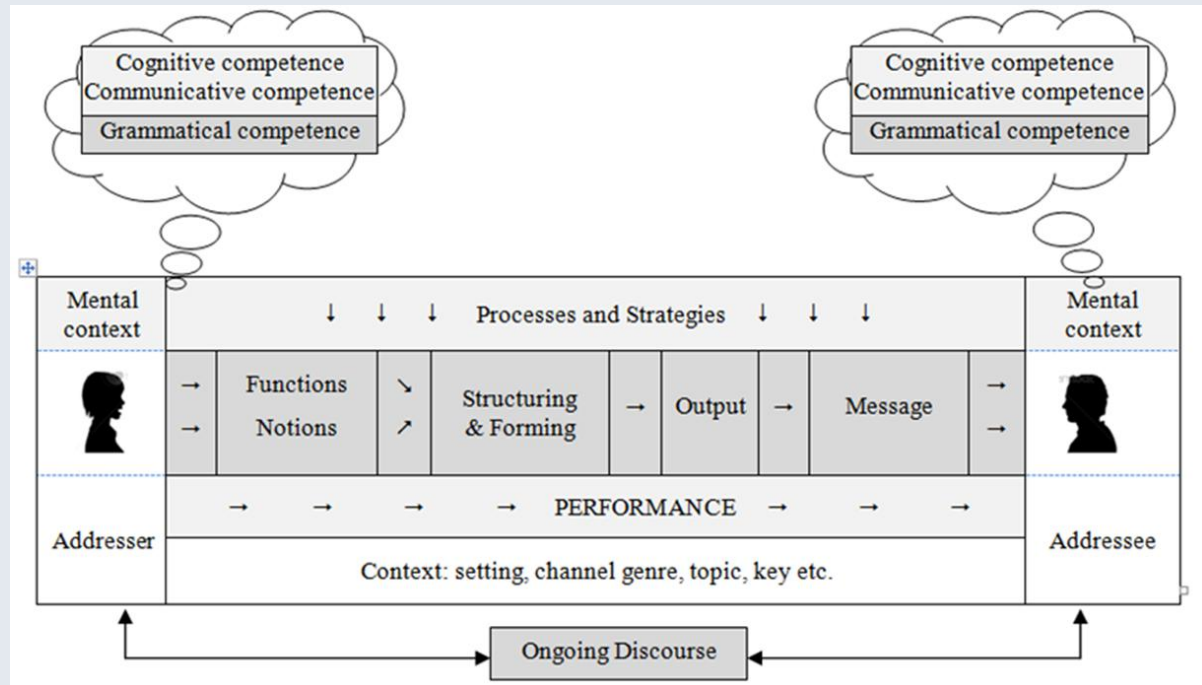 Cognitive competence
Communicative competence
Grammatical competence
Cognitive competence
Communicative competence
Grammatical competence
Mental
context
↓ ↓ ↓ Processes and Strategies ↓ ↓ ↓
Mental
context
→ →
Functions
Notions
↘ ↗
Structuring
& Forming
→
Output
→
Message
→ →
Addresser
→ → → → PERFORMANCE → → →
Context: setting, channel genre, topic, key etc.
Addressee
Ongoing Discourse